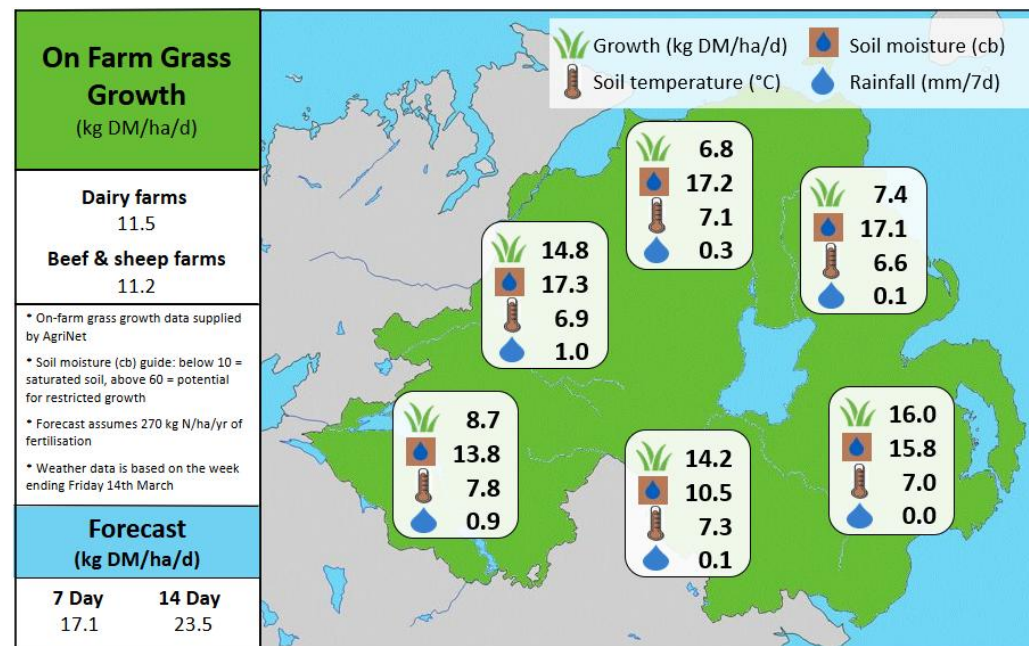 On Farm Grass
Growth
(kg DM/ha/d)
Dairy farms
11.5
Beef & sheep farms
11.2
* On-farm grass growth data supplied
by AgriNet
* Soil moisture (cb) guide: below 10 =
saturated soil, above 60 = potential
for restricted growth
* Forecast assumes 270 kg N/ha/yr of
fertilisation
* Weather data is based on the week
ending Friday 14th March
Forecast
(kg DM/ha/d)
7 Day 14 Day
17.1 23.5
Growth (kg DM/ha/d) Soil moisture (cb)
Soil temperature (°C) Rainfall (mm/7d)
6.8
17.2
7.1
0.3
7.4
17.1
6.6
0.1
14.8
17.3
6.9
1.0
8.7
13.8
7.8
0.9
14.2
10.5
7.3
0.1
16.0
15.8
7.0
0.0